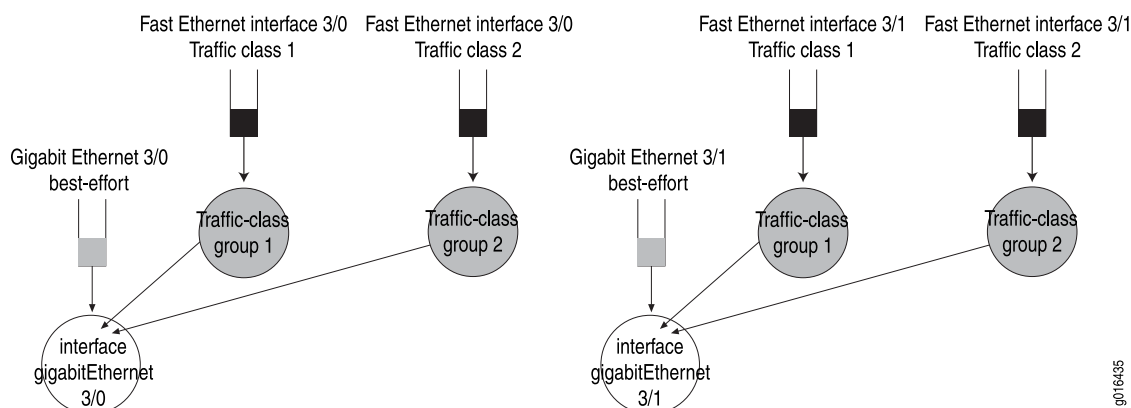 Fast Ethernet interface 3/0
Traffic class 1
Fast Ethernet interface 3/0
Traffic class 2
Gigabit Ethernet 3/0
best-effort
Traffic-class
group 1
Traffic-class
group 2
interface
gigabitEthernet
3/0
Fast Ethernet interface 3/1
Traffic class 1
Fast Ethernet interface 3/1
Traffic class 2
Gigabit Ethernet 3/1
best-effort
Traffic-class
group 1
Traffic-class
group 2
interface
gigabitEthernet
3/1
g016435